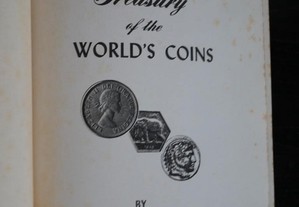 Treasury
of the
WORLD'S COINS
BY